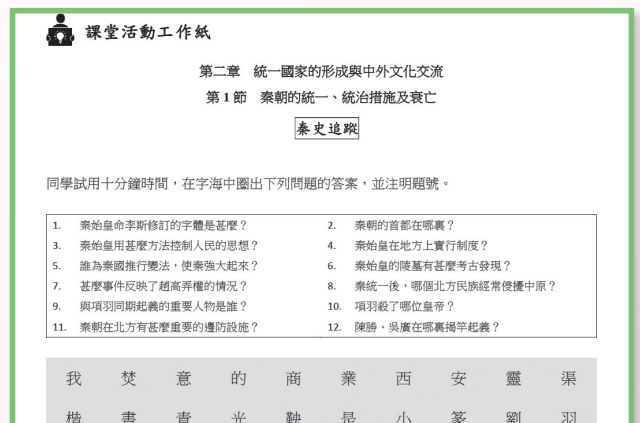 課堂活動工作紙
第二章 統一國家的形成與中外文化交流
第1節 秦朝的統一、統治措施及衰亡
秦史追蹤
同學試用十分鐘時間，在字海中圈出下列問題的答案，並注明題號。
1. 秦始皇命李斯修訂的字體是甚麼？ 2. 秦朝的首都在哪裏？
3. 秦始皇用甚麼方法控制人民的思想？ 4. 秦始皇在地方上實行制度？
5. 誰為秦國推行變法，使秦強大起來？ 6. 秦始皇的陵墓有甚麼考古發現？
7. 甚麼事件反映了趙高弄權的情況？ 8. 秦統一後，哪個北方民族經常侵擾中原？
9. 與項羽同期起義的重要人物是誰？ 10. 項羽殺了哪位皇帝？
11. 秦朝在北方有甚麼重要的邊防設施？ 12. 陳勝、吳廣在哪裏揭竿起義？
我 焚 意 的 商 業 西 安 靈 渠
楷 書 責 光 鞅 是 小 篆 劉 羽